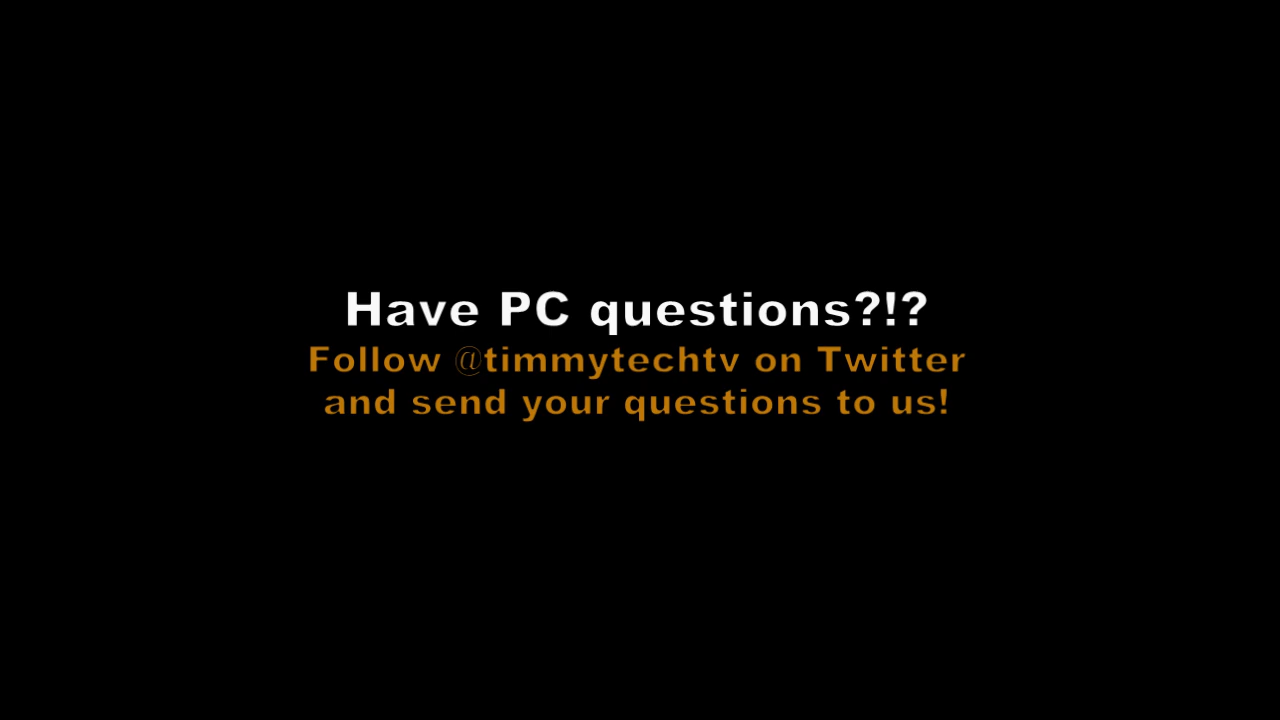 Have PC questions?!?
Follow @timmytechtv on Twitter
and send your questions to us!